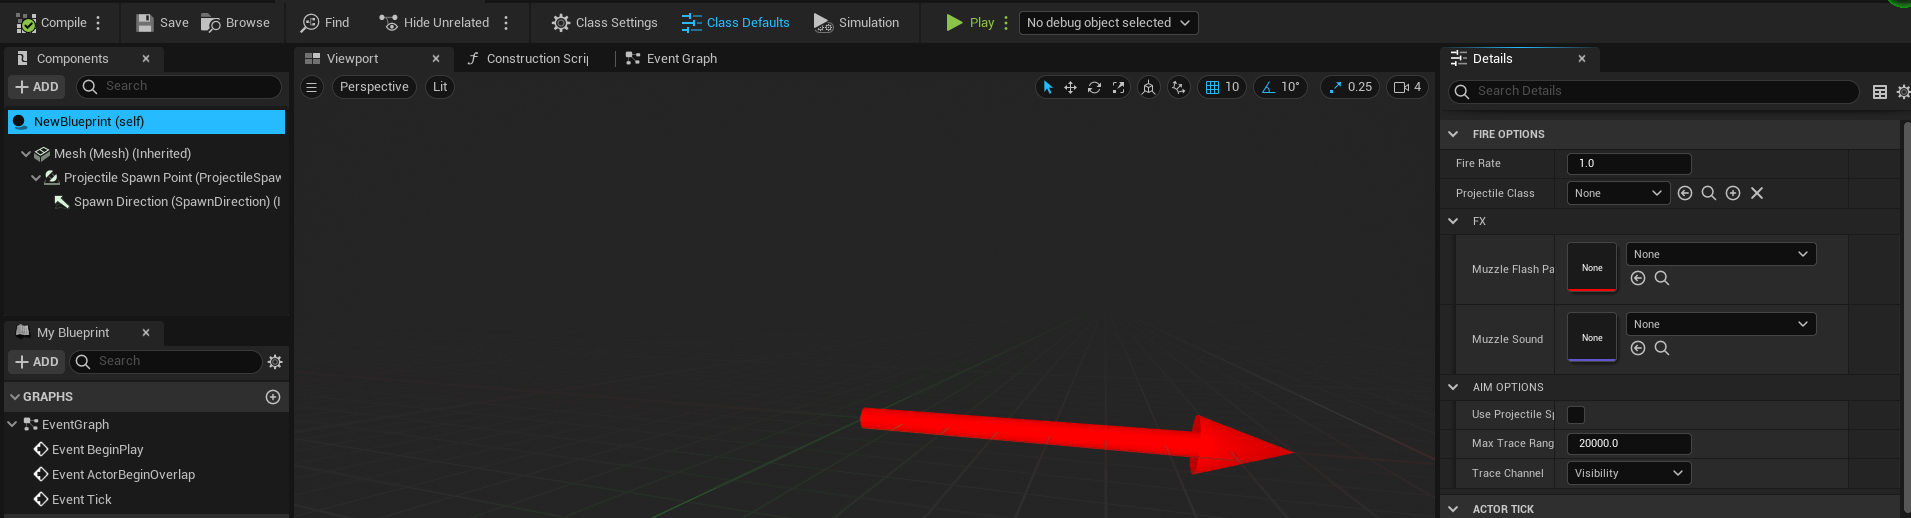 Compile
Save
Browse
Find
Hide Unrelated
Class Settings
Class Defaults
Simulation
Play
No debug object selected
Components
ADD
Search
NewBlueprint (self)
Mesh (Mesh) (Inherited)
Projectile Spawn Point (ProjectileSpaw
Spawn Direction (SpawnDirection) (I
My Blueprint
ADD
Search
GRAPHS
EventGraph
Event BeginPlay
Event ActorBeginOverlap
Event Tick
Viewport
Construction Scrip
Event Graph
Perspective
Lit
10
10°
0.25
4
Details
Search Details
FIRE OPTIONS
Fire Rate
1.0
Projectile Class
None
FX
Muzzle Flash Pa
None
None
Muzzle Sound
None
None
AIM OPTIONS
Use Projectile Sp
Max Trace Rang
20000.0
Trace Channel
Visibility
ACTOR TICK